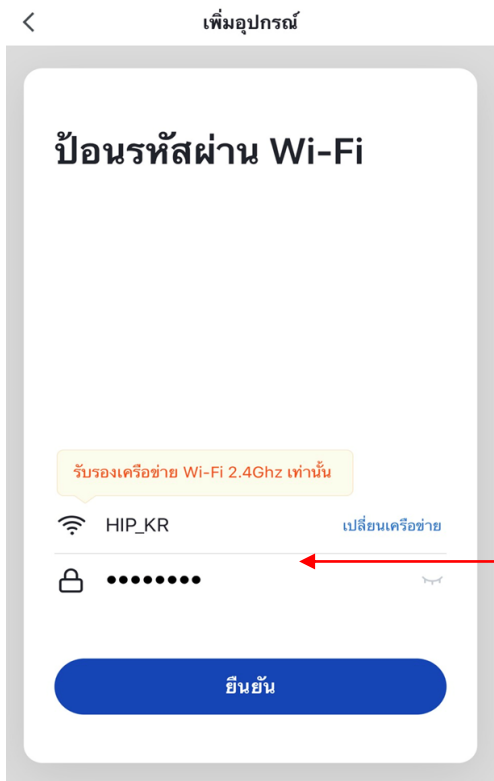 เพิ่มอุปกรณ์
ป้อนรหัสผ่าน Wi-Fi
รับรองเครือข่าย Wi-Fi 2.4Ghz เท่านั้น
HIP_KR เปลี่ยนเครือข่าย
••••••••
ยืนยัน